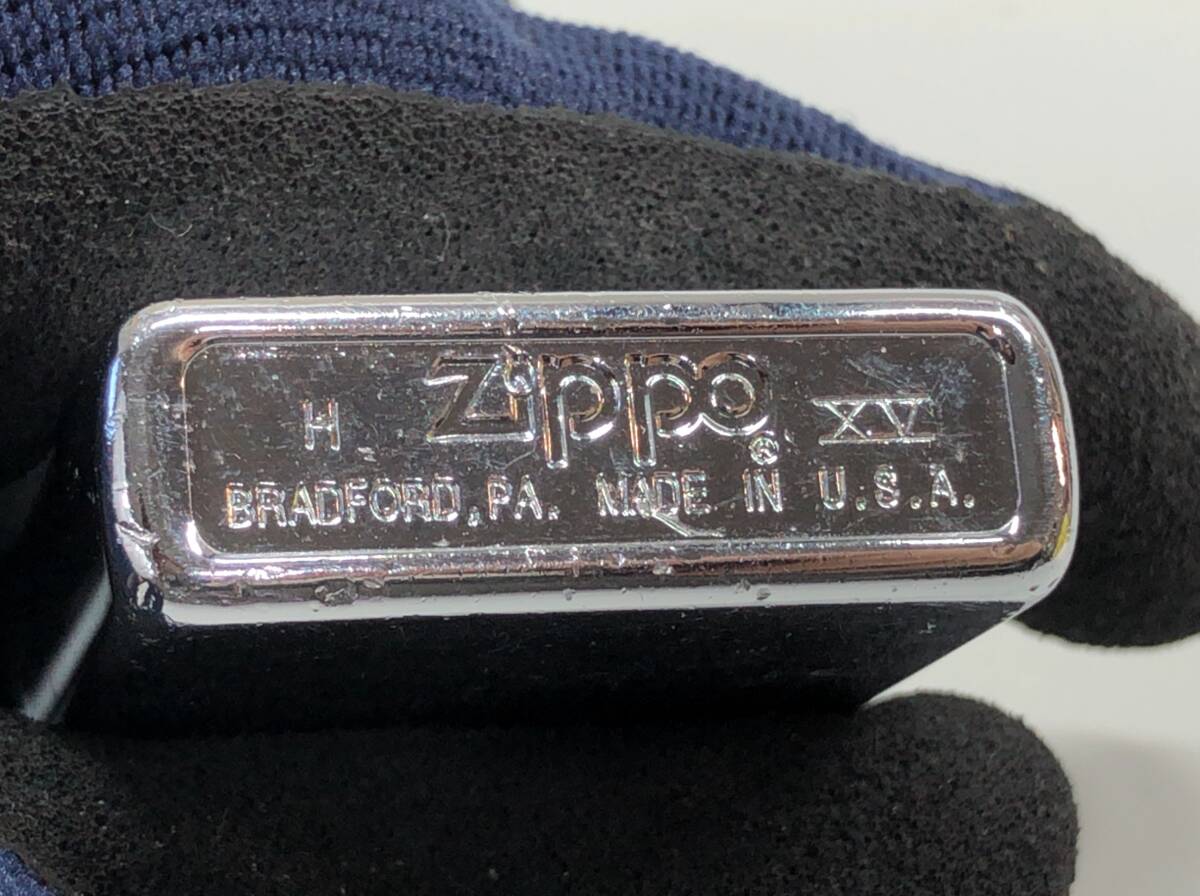 H Zippo® XV
BRADFORD, PA. MADE IN U.S.A.